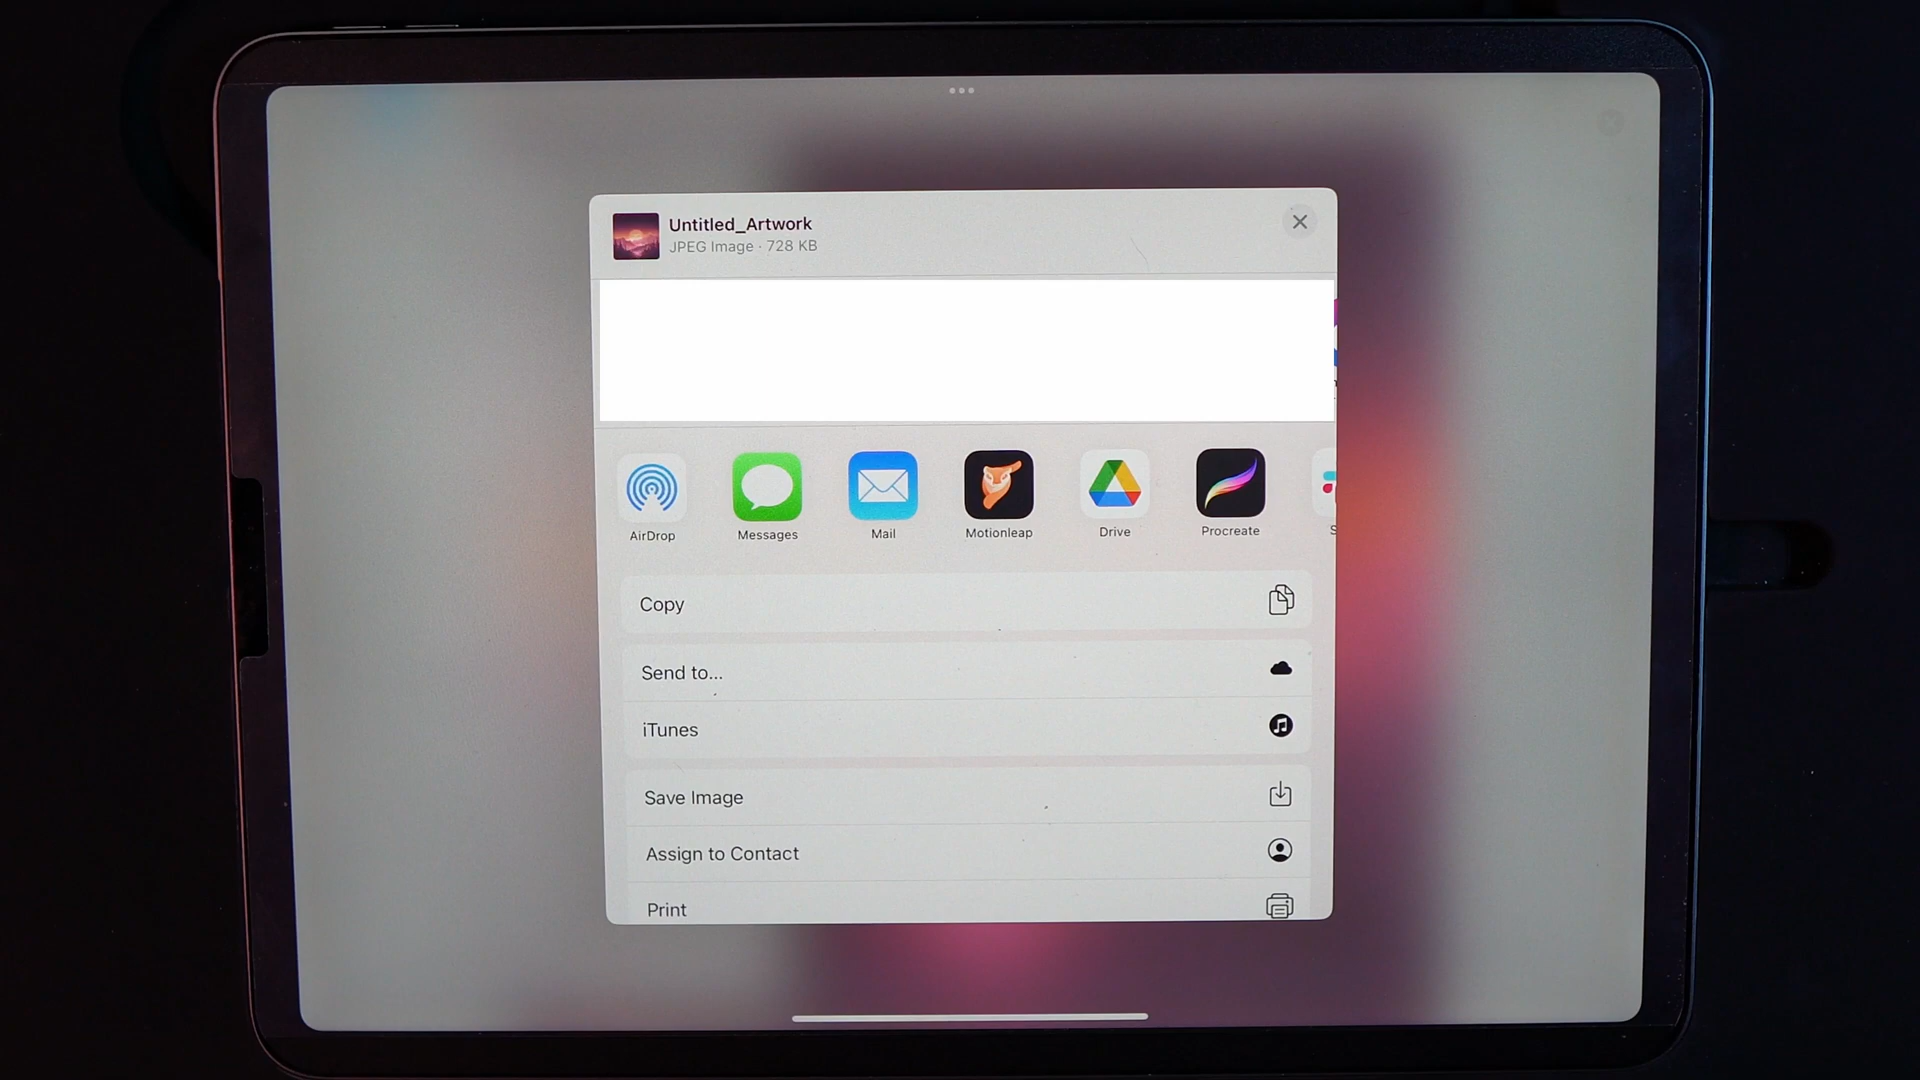 Untitled_Artwork
JPEG Image · 728 KB
AirDrop
Messages
Mail
Motionleap
Drive
Procreate
Copy
Send to...
iTunes
Save Image
Assign to Contact
Print